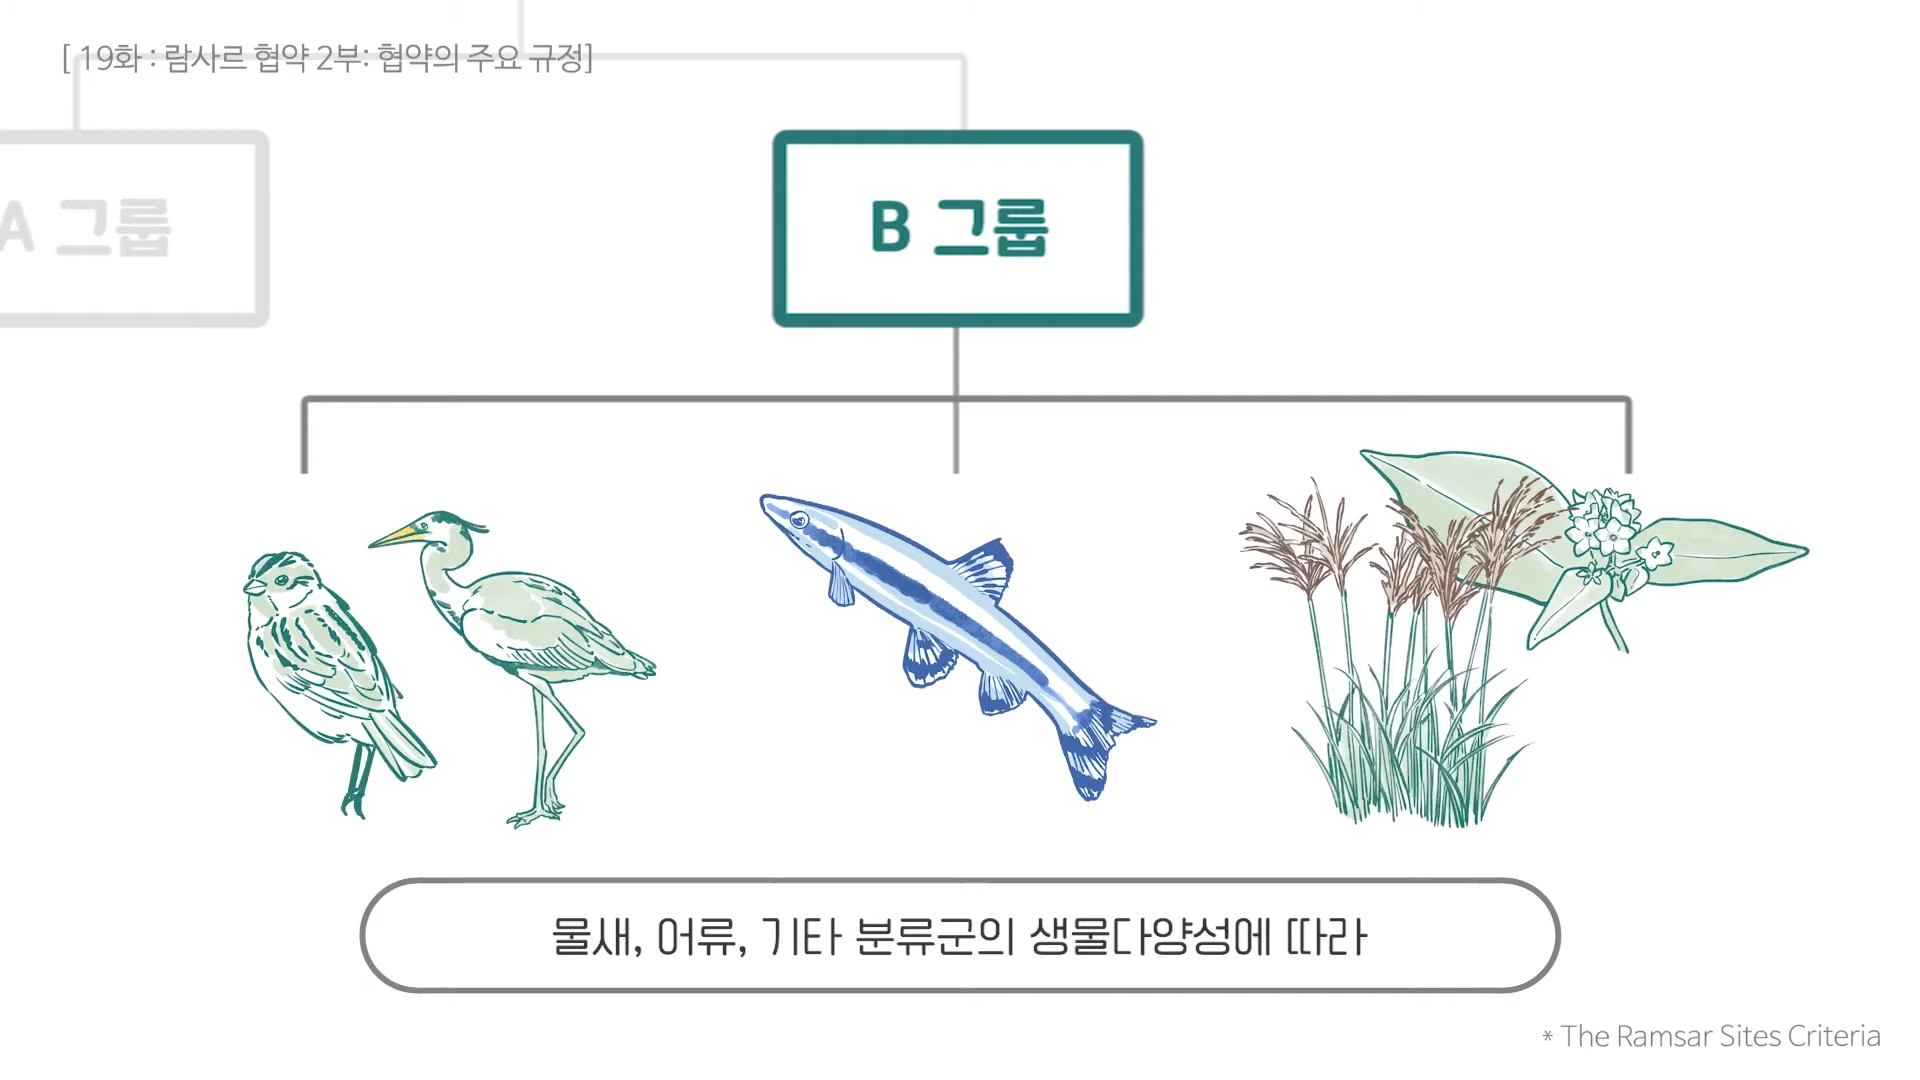 [ 19화 : 람사르 협약 2부: 협약의 주요 규정]
A 그룹
B 그룹
물새, 어류, 기타 분류군의 생물다양성에 따라
* The Ramsar Sites Criteria